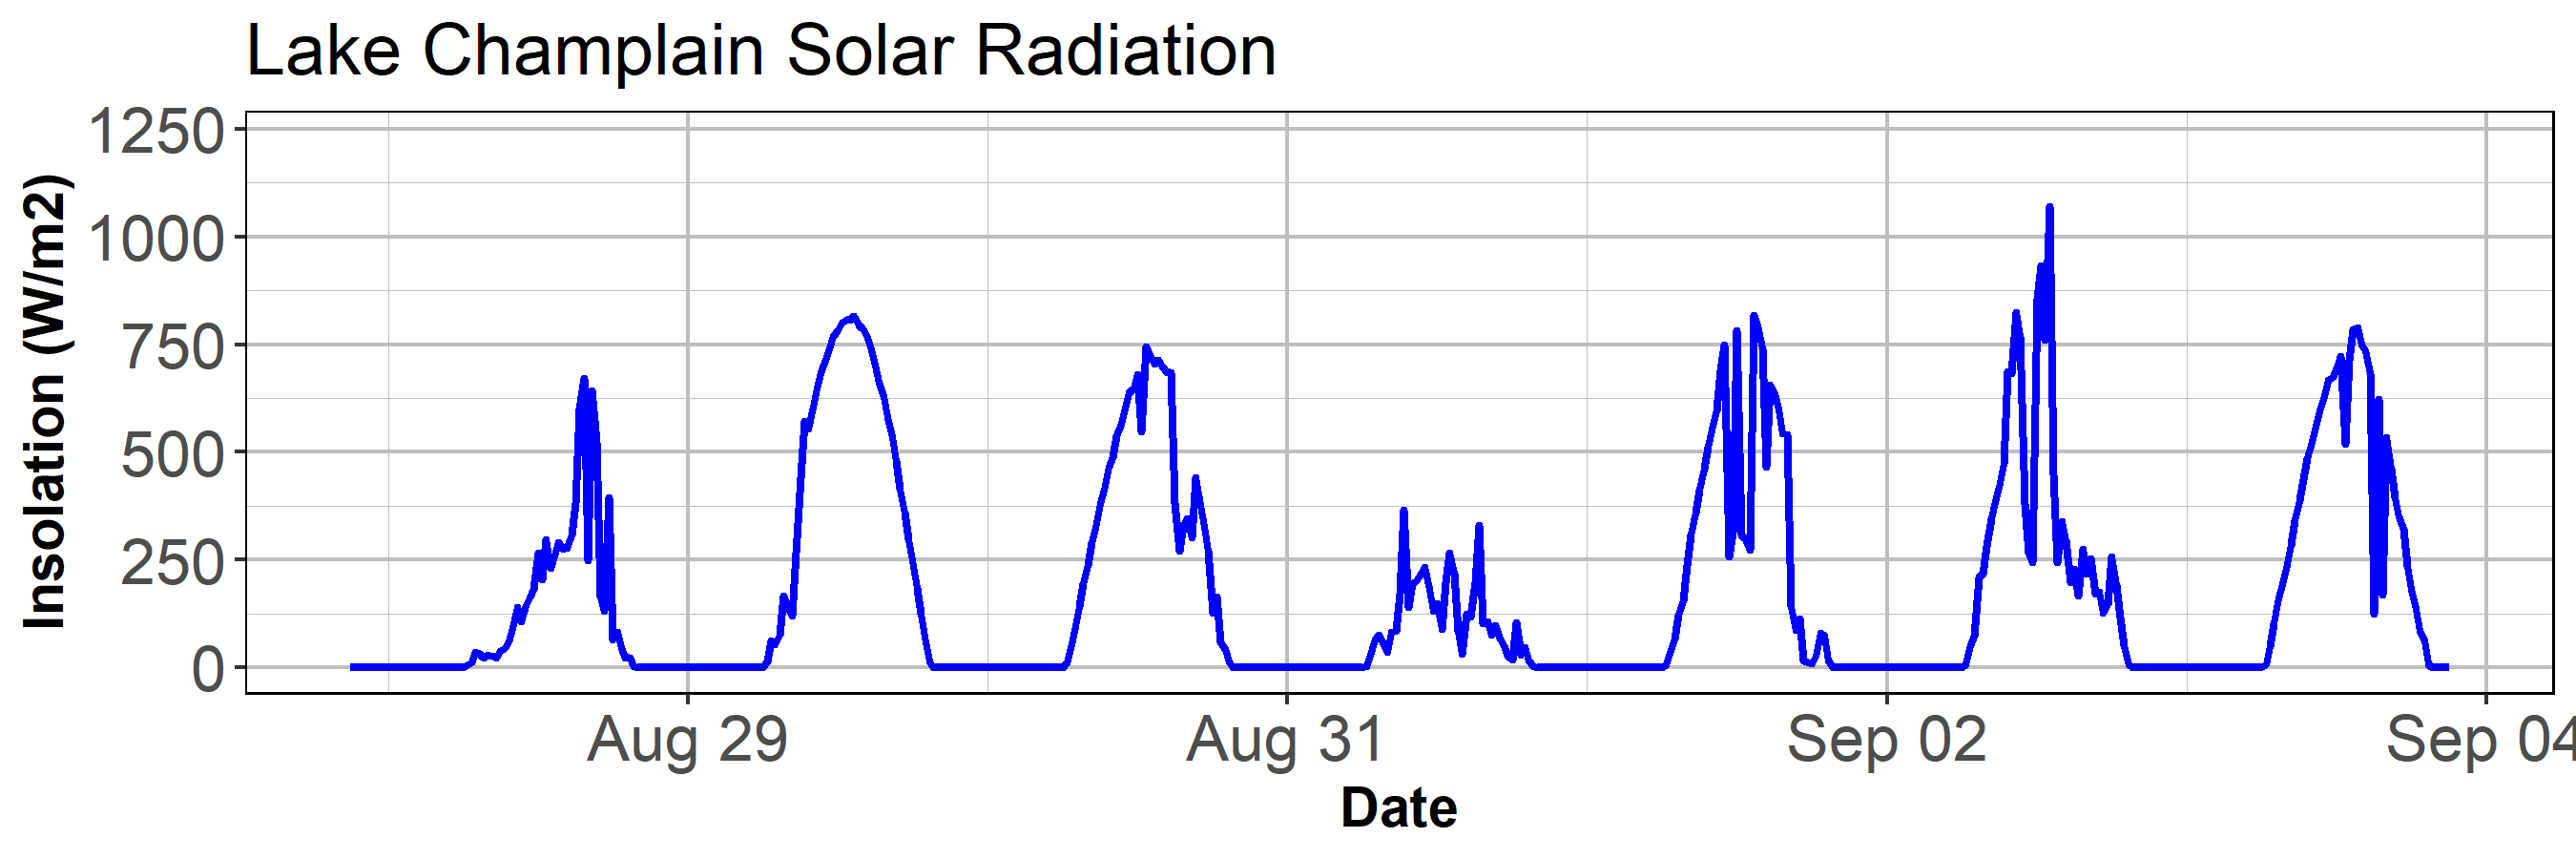 Lake Champlain Solar Radiation
1250
1000
750
500
250
0
Insolation (W/m2)
Aug 29 Aug 31 Sep 02 Sep 04
Date